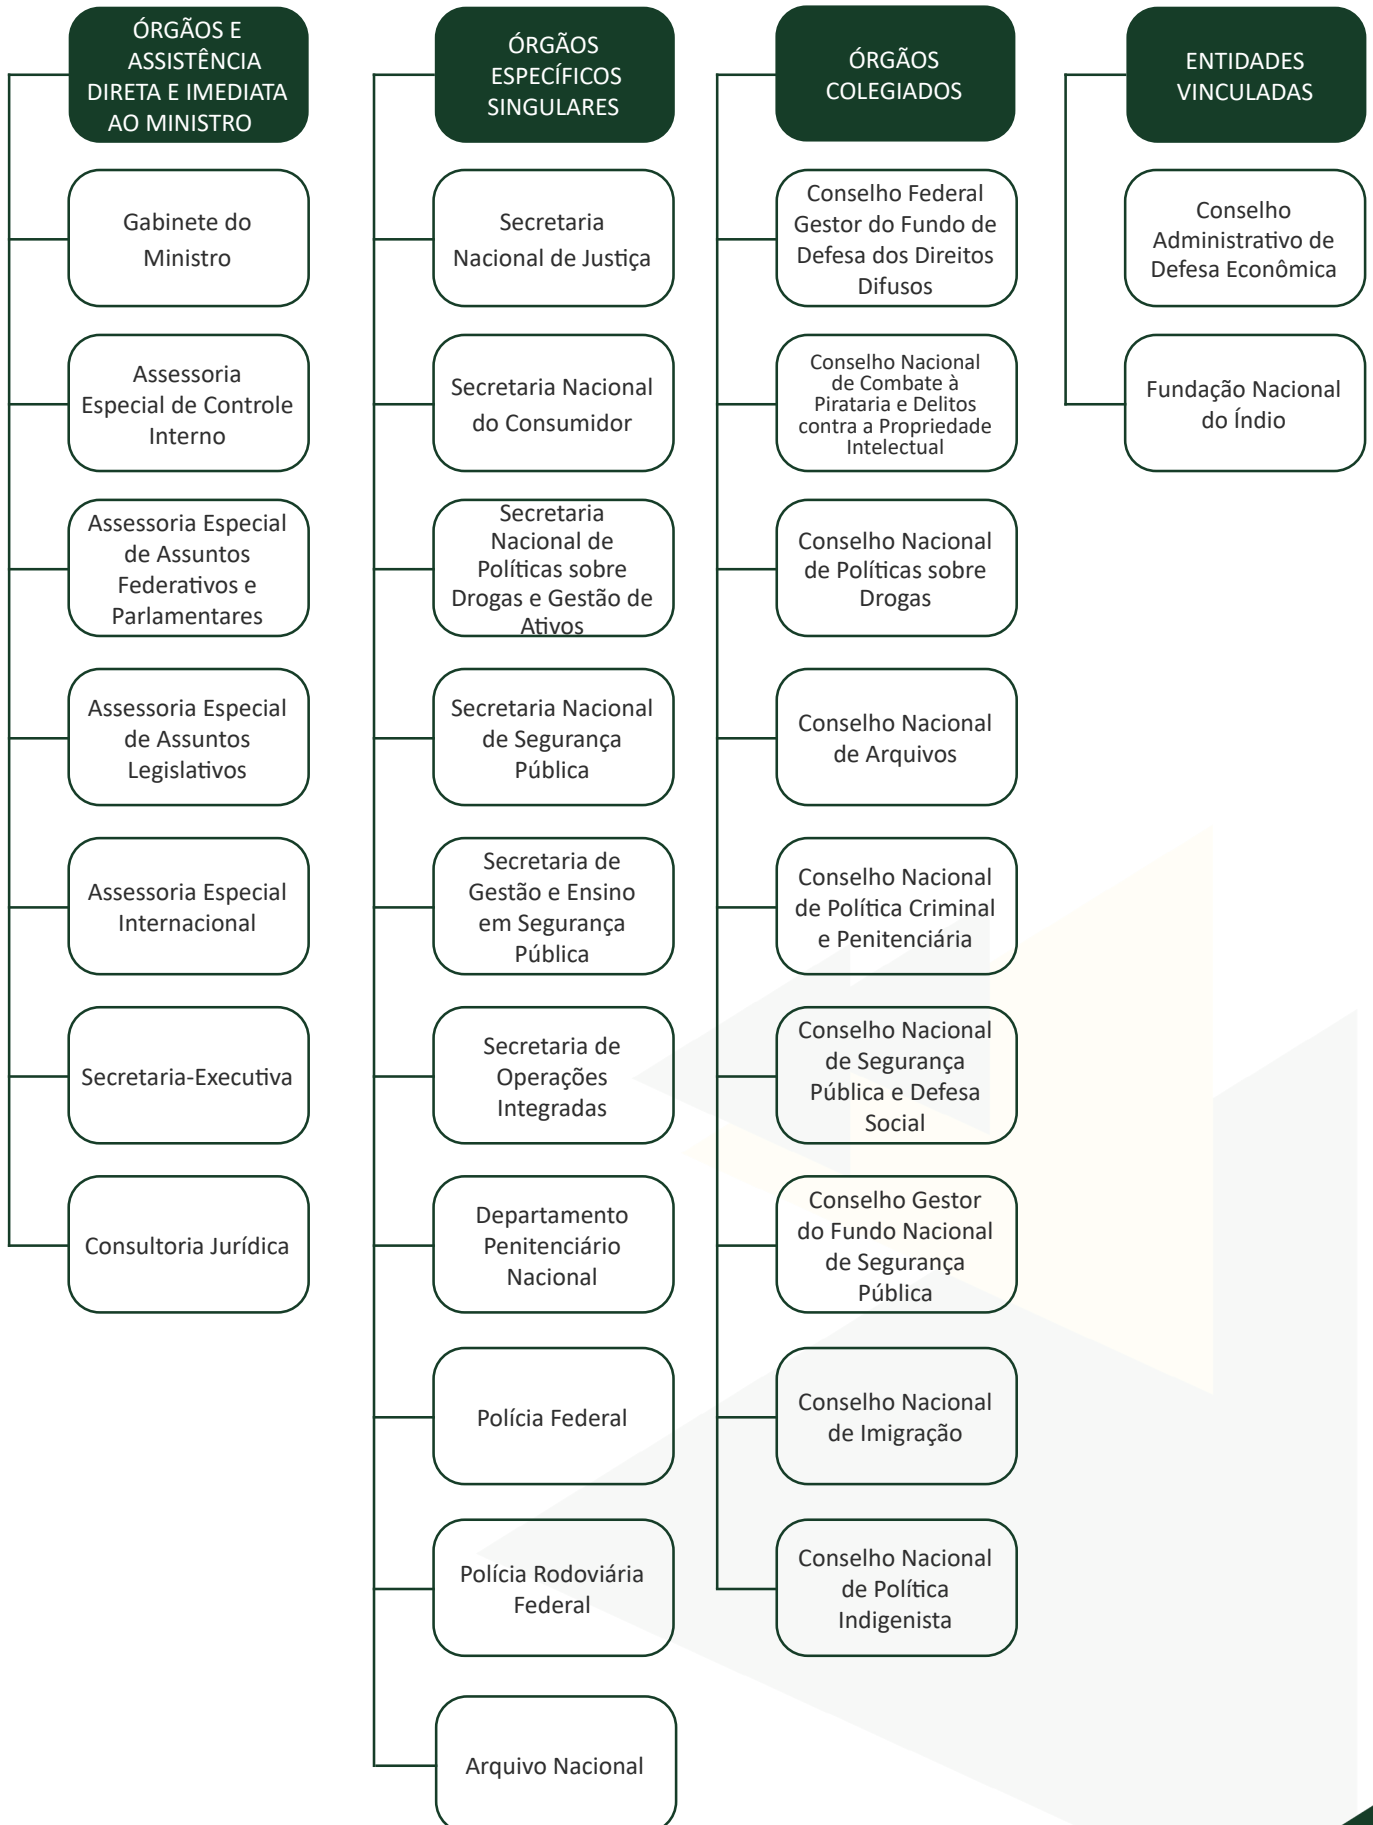 ÓRGÃOS E
ASSISTÊNCIA
DIRETA E IMEDIATA
AO MINISTRO
Gabinete do
Ministro
Assessoria
Especial de Controle
Interno
Assessoria Especial
de Assuntos
Federativos e
Parlamentares
Assessoria Especial
de Assuntos
Legislativos
Assessoria Especial
Internacional
Secretaria-Executiva
Consultoria Jurídica
ÓRGÃOS
ESPECÍFICOS
SINGULARES
Secretaria
Nacional de Justiça
Secretaria Nacional
do Consumidor
Secretaria
Nacional de
Políticas sobre
Drogas e Gestão de
Ativos
Secretaria Nacional
de Segurança
Pública
Secretaria de
Gestão e Ensino
em Segurança
Pública
Secretaria de
Operações
Integradas
Departamento
Penitenciário
Nacional
Polícia Federal
Polícia Rodoviária
Federal
Arquivo Nacional
ÓRGÃOS
COLEGIADOS
Conselho Federal
Gestor do Fundo de
Defesa dos Direitos
Difusos
Conselho Nacional
de Combate à
Pirataria e Delitos
contra a Propriedade
Intelectual
Conselho Nacional
de Políticas sobre
Drogas
Conselho Nacional
de Arquivos
Conselho Nacional
de Política Criminal
e Penitenciária
Conselho Nacional
de Segurança
Pública e Defesa
Social
Conselho Gestor
do Fundo Nacional
de Segurança
Pública
Conselho Nacional
de Imigração
Conselho Nacional
de Política
Indigenista
ENTIDADES
VINCULADAS
Conselho
Administrativo de
Defesa Econômica
Fundação Nacional
do Índio